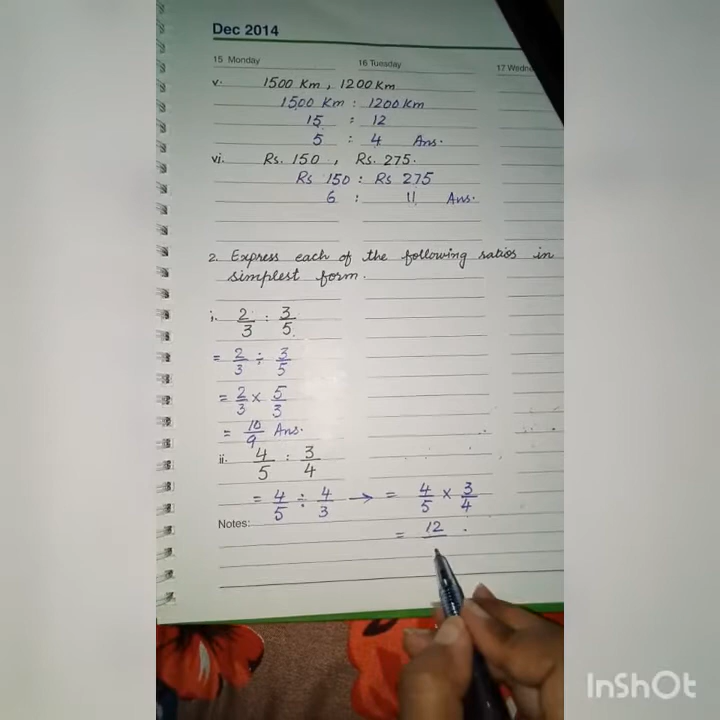 Dec 2014
15 Monday 16 Tuesday 17 Wedne
v. 1500 Km , 1200 Km
1500 Km : 1200 Km
15 : 12
5 : 4 Ans.
vi. Rs. 150 , Rs. 275.
Rs 150 : Rs 275
6 : 11 Ans.
2. Express each of the following ratios in
simplest form.
i. 2/3 : 3/5
= 2/3 ÷ 3/5
= 2/3 × 5/3
= 10/9 Ans.
ii. 4/5 : 3/4
= 4/5 ÷ 4/3 → = 4/5 × 3/4
Notes:
= 12
InShOt